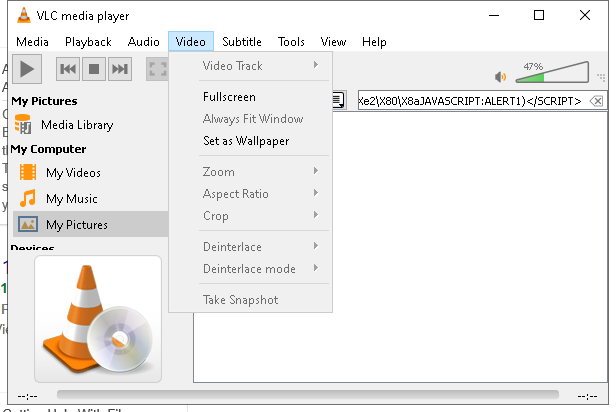 VLC media player
Media Playback Audio Video Subtitle Tools View Help
Video Track
47%
Fullscreen
Always Fit Window
Set as Wallpaper
Zoom
Aspect Ratio
Crop
Deinterlace
Deinterlace mode
Take Snapshot
Xe2\X80\X8aJAVASCRIPT:ALERT1)</SCRIPT>
My Pictures
Media Library
My Computer
My Videos
My Music
My Pictures
Devices
--:-- --:--